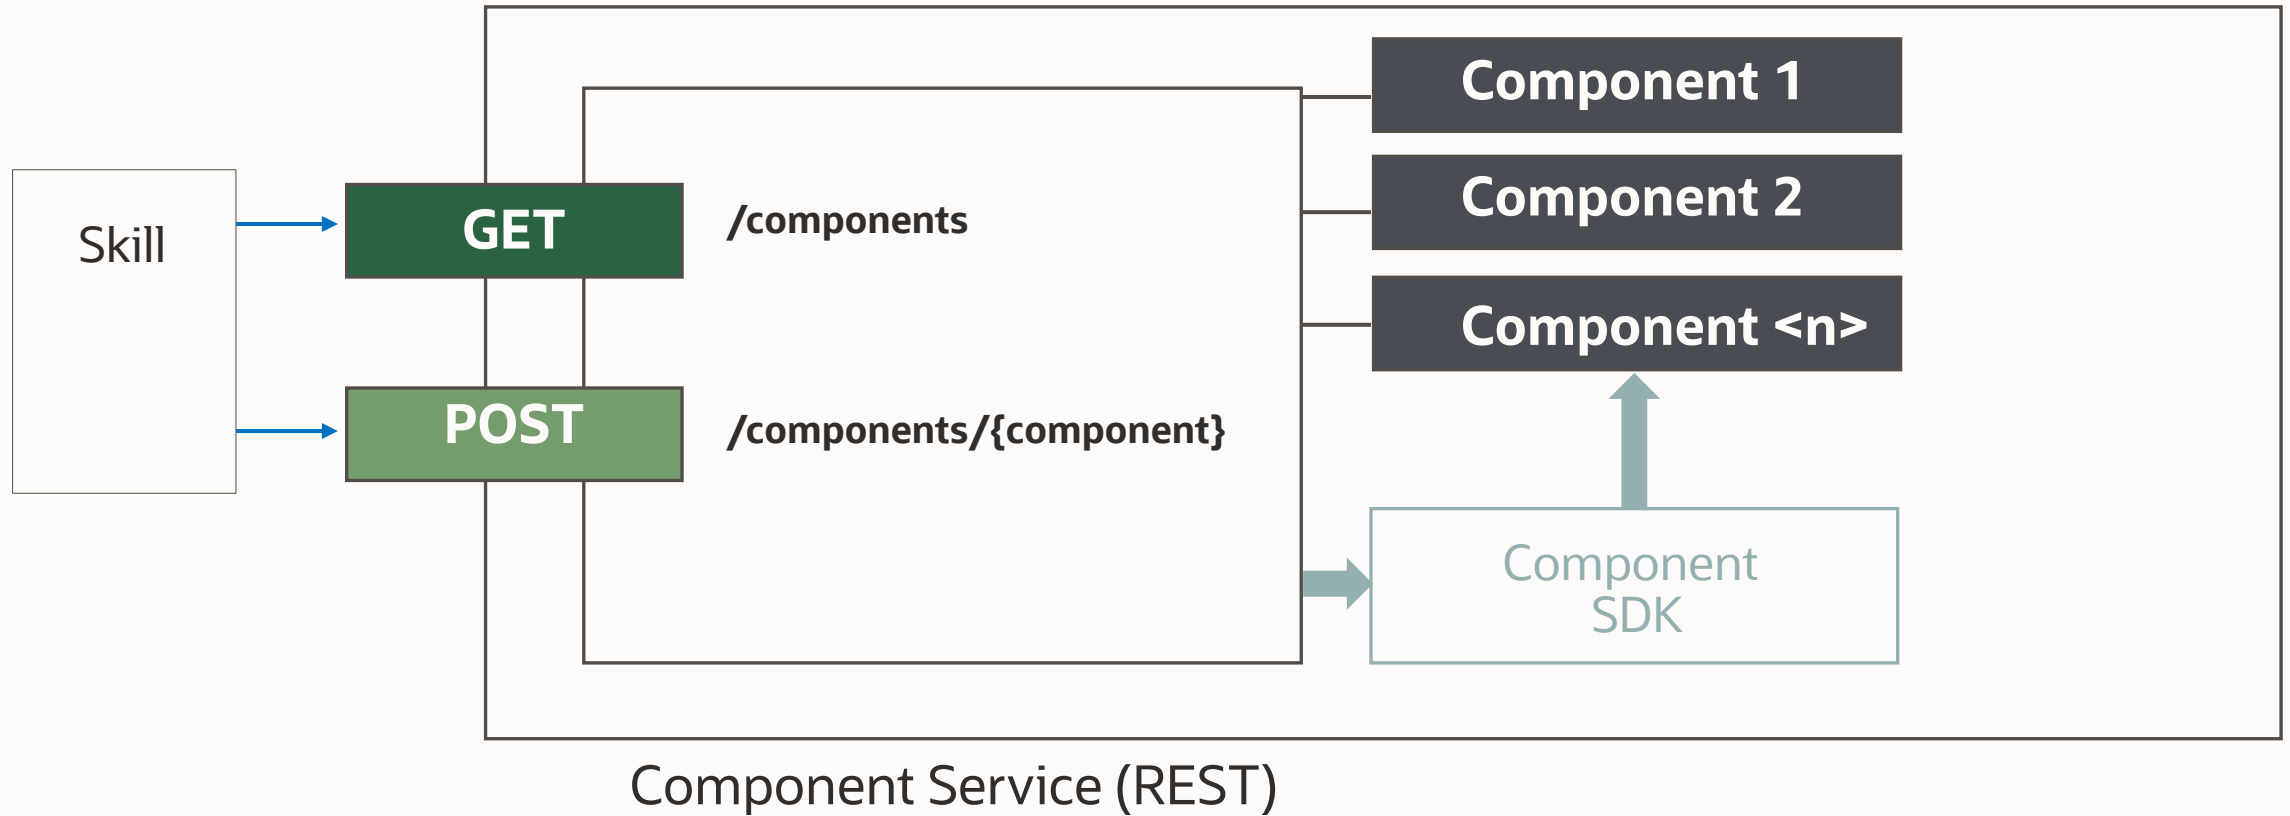 Skill
GET
/components
POST
/components/{component}
Component 1
Component 2
Component <n>
Component
SDK
Component Service (REST)